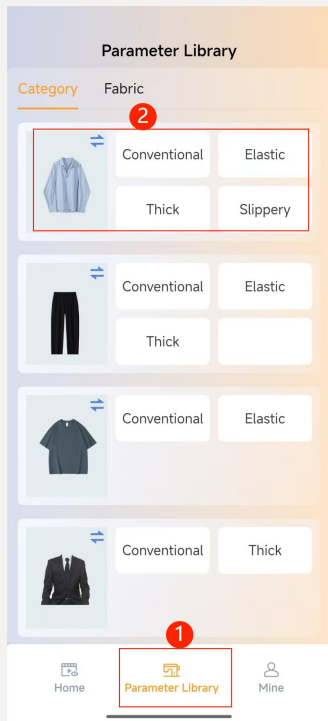 Parameter Library
Category Fabric
2
Conventional Elastic
Thick Slippery
Conventional Elastic
Thick
Conventional Elastic
Conventional Thick
1
Home Parameter Library Mine